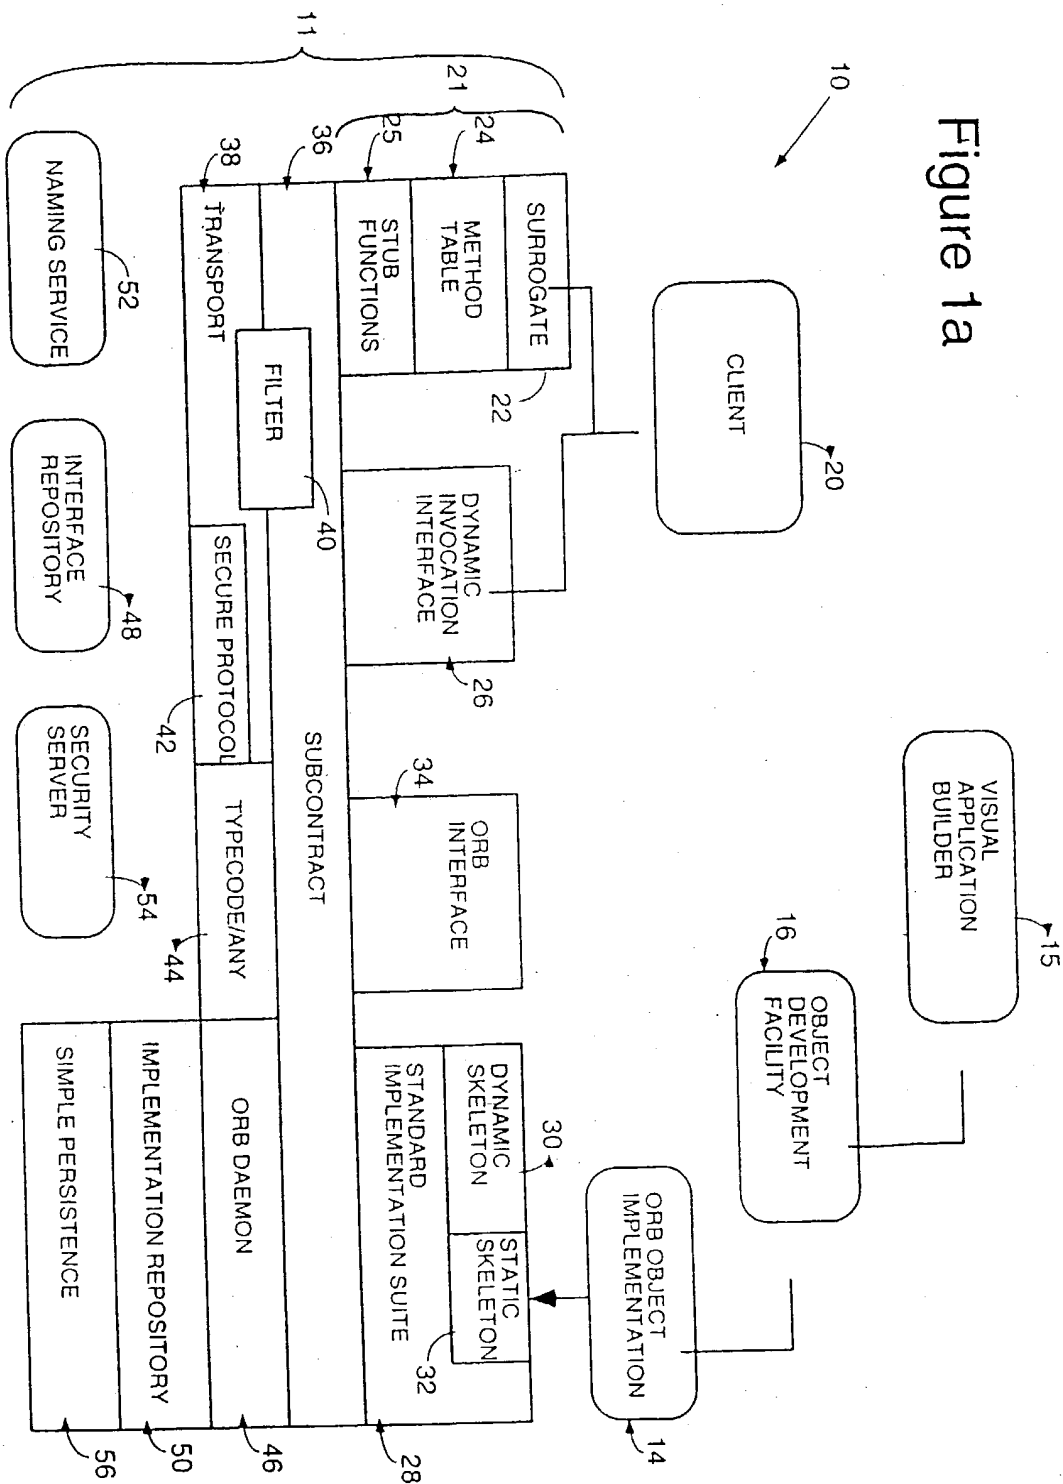 Figure 1a
10
11
21
CLIENT
20
VISUAL
APPLICATION
BUILDER
15
OBJECT
DEVELOPMENT
FACILITY
16
ORB OBJECT
IMPLEMENTATION
14
SURROGATE
22
METHOD
TABLE
24
STUB
FUNCTIONS
25
DYNAMIC
INVOCATION
INTERFACE
26
ORB
INTERFACE
34
DYNAMIC
SKELETON
30
STATIC
SKELETON
32
STANDARD
IMPLEMENTATION SUITE
28
36
SUBCONTRACT
FILTER
40
38
TRANSPORT
SECURE PROTOCOL
42
TYPECODE/ANY
44
ORB DAEMON
46
IMPLEMENTATION REPOSITORY
50
SIMPLE PERSISTENCE
56
NAMING SERVICE
52
INTERFACE
REPOSITORY
48
SECURITY
SERVER
54